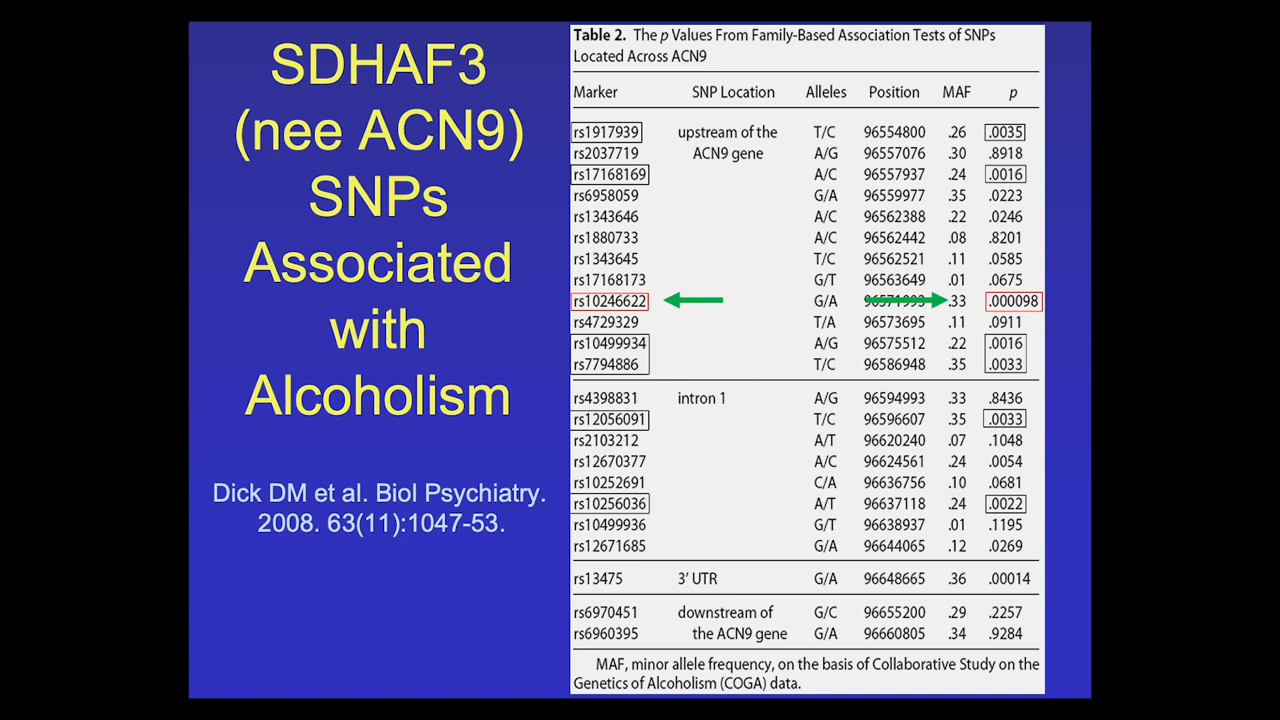 SDHAF3
(nee ACN9)
SNPs
Associated
with
Alcoholism
Dick DM et al. Biol Psychiatry.
2008. 63(11):1047-53.
Table 2. The p Values From Family-Based Association Tests of SNPs
Located Across ACN9
Marker SNP Location Alleles Position MAF p
rs1917939 upstream of the T/C 96554800 .26 .0035
rs2037719 ACN9 gene A/G 96557076 .30 .8918
rs17168169 A/C 96557937 .24 .0016
rs6958059 G/A 96559977 .35 .0223
rs1343646 A/C 96562388 .22 .0246
rs1880733 A/C 96562442 .08 .8201
rs1343645 T/C 96562521 .11 .0585
rs17168173 G/T 96563649 .01 .0675
rs10246622 G/A .33 .000098
rs4729329 T/A 96573695 .11 .0911
rs10499934 A/G 96575512 .22 .0016
rs7794886 T/C 96586948 .35 .0033
rs4398831 intron 1 A/G 96594993 .33 .8436
rs12056091 T/C 96596607 .35 .0033
rs2103212 A/T 96620240 .07 .1048
rs12670377 A/C 96624561 .24 .0054
rs10252691 C/A 96636756 .10 .0681
rs10256036 A/T 96637118 .24 .0022
rs10499936 G/T 96638937 .01 .1195
rs12671685 G/A 96644065 .12 .0269
rs13475 3′ UTR G/A 96648665 .36 .00014
rs6970451 downstream of G/C 96655200 .29 .2257
rs6960395 the ACN9 gene G/A 96660805 .34 .9284
MAF, minor allele frequency, on the basis of Collaborative Study on the
Genetics of Alcoholism (COGA) data.